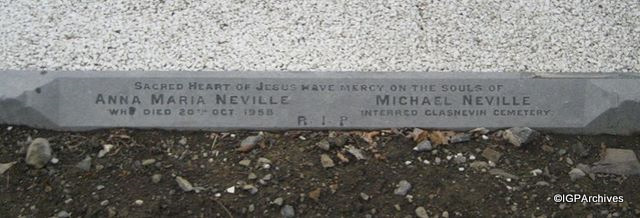 SACRED HEART OF JESUS HAVE MERCY ON THE SOULS OF
ANNA MARIA NEVILLE
WHO DIED 20TH OCT. 1958
MICHAEL NEVILLE
INTERRED GLASNEVIN CEMETERY.
R.I.P
©IGPArchives